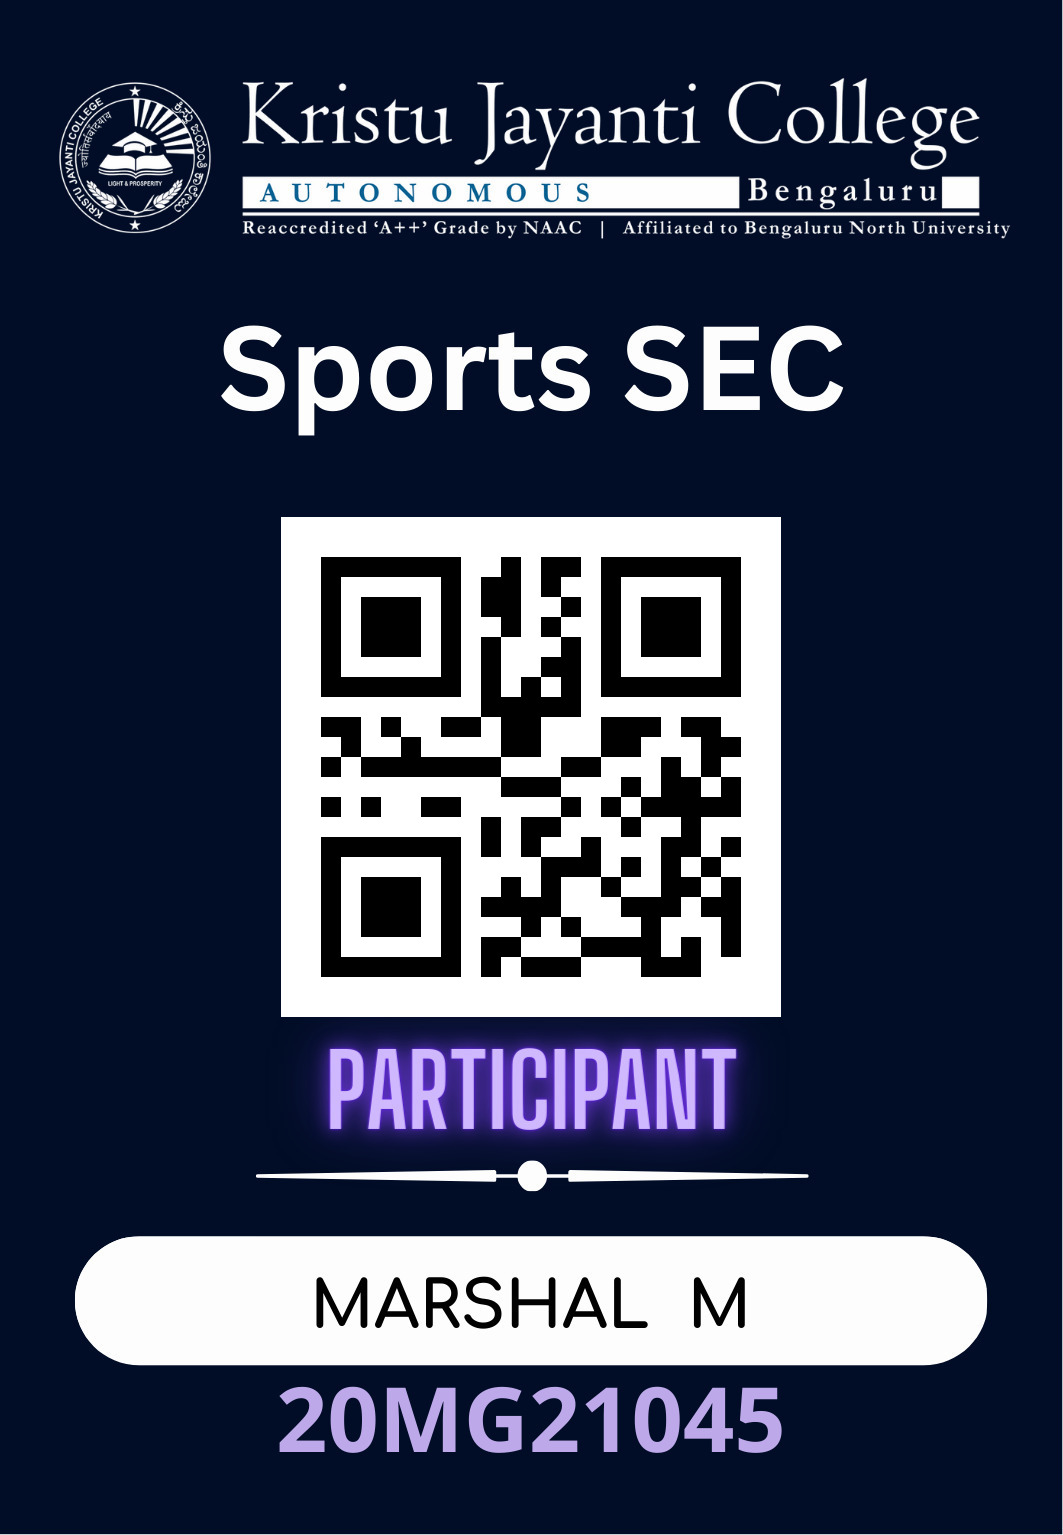 KRISTU JAYANTI COLLEGE
ಕ್ರಿಸ್ತು ಜಯಂತಿ ಕಾಲೇಜು
LIGHT & PROSPERITY
Kristu Jayanti College
AUTONOMOUS Bengaluru
Reaccredited ‘A++’ Grade by NAAC | Affiliated to Bengaluru North University
Sports SEC
PARTICIPANT
MARSHAL M
20MG21045